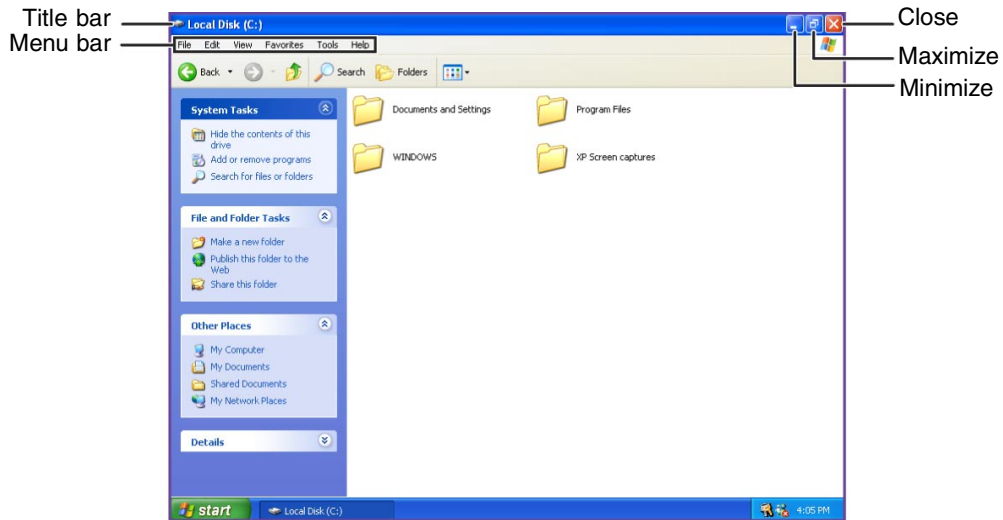 Title bar
Local Disk (C:)
Close
Menu bar
File Edit View Favorites Tools Help
Maximize
Back
Search
Folders
Minimize
System Tasks
Hide the contents of this
drive
Add or remove programs
Search for files or folders
File and Folder Tasks
Make a new folder
Publish this folder to the
Web
Share this folder
Other Places
My Computer
My Documents
Shared Documents
My Network Places
Details
Documents and Settings
Program Files
WINDOWS
XP Screen captures
start
Local Disk (C:)
4:05 PM